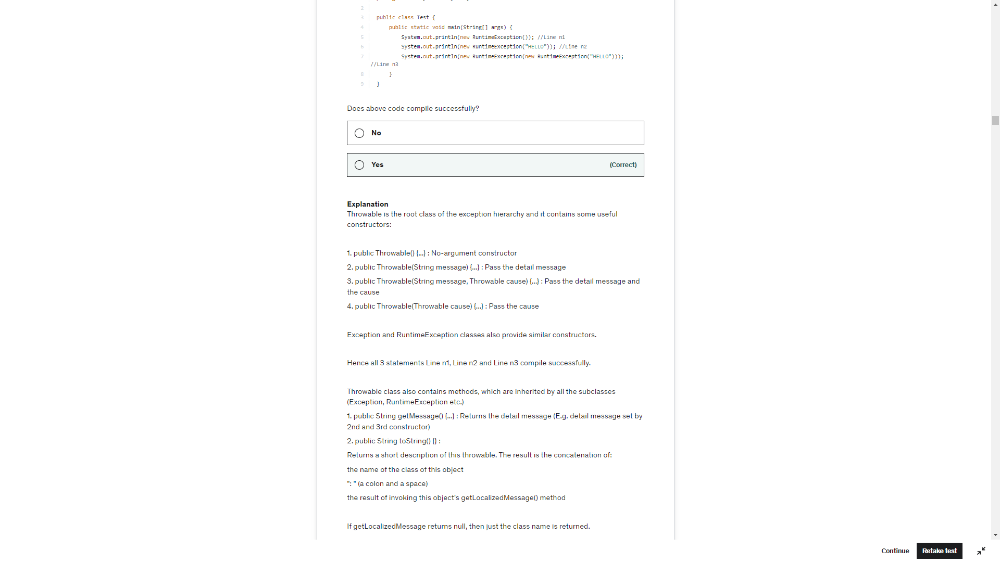 2
3 public class Test {
4 public static void main(String[] args) {
5 System.out.println(new RuntimeException()); //Line n1
6 System.out.println(new RuntimeException("HELLO")); //Line n2
7 System.out.println(new RuntimeException(new RuntimeException("HELLO")));
//Line n3
8 }
9 }
Does above code compile successfully?
No
Yes (Correct)
Explanation
Throwable is the root class of the exception hierarchy and it contains some useful
constructors:
1. public Throwable() {...} : No-argument constructor
2. public Throwable(String message) {...} : Pass the detail message
3. public Throwable(String message, Throwable cause) {...} : Pass the detail message and
the cause
4. public Throwable(Throwable cause) {...} : Pass the cause
Exception and RuntimeException classes also provide similar constructors.
Hence all 3 statements Line n1, Line n2 and Line n3 compile successfully.
Throwable class also contains methods, which are inherited by all the subclasses
(Exception, RuntimeException etc.)
1. public String getMessage() {...} : Returns the detail message (E.g. detail message set by
2nd and 3rd constructor)
2. public String toString() {} :
Returns a short description of this throwable. The result is the concatenation of:
the name of the class of this object
": " (a colon and a space)
the result of invoking this object's getLocalizedMessage() method
If getLocalizedMessage returns null, then just the class name is returned.
Continue Retake test